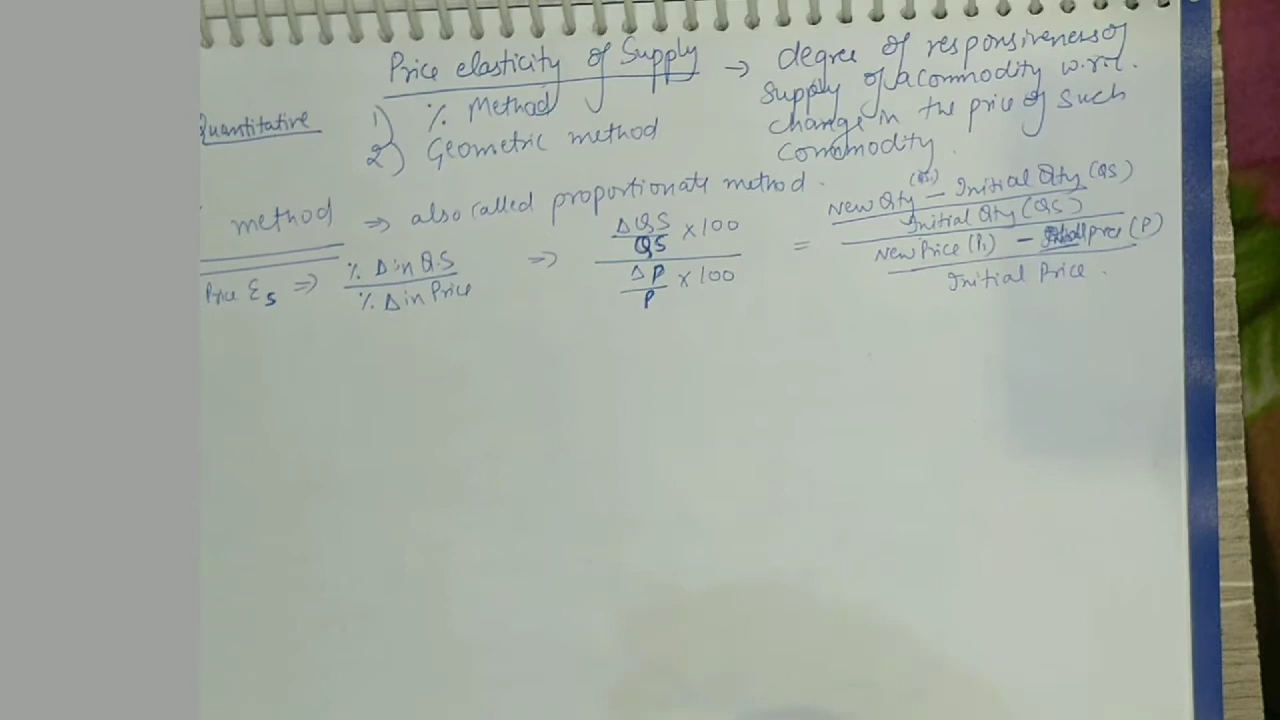 Price elasticity of Supply → degree of responsiveness of
supply of a commodity w.r.t.
change in the price of such
commodity.
Quantitative
1) % Method
2) Geometric method
method ⇒ also called proportionate method.
Price Es ⇒ % Δ in Q.S / % Δ in Price ⇒ ΔQS/QS × 100 / ΔP/P × 100 =
New Qty (QS1) – Initial Qty (QS)
Initial Qty (QS)
New Price (P1) – price (P)
Initial Price.